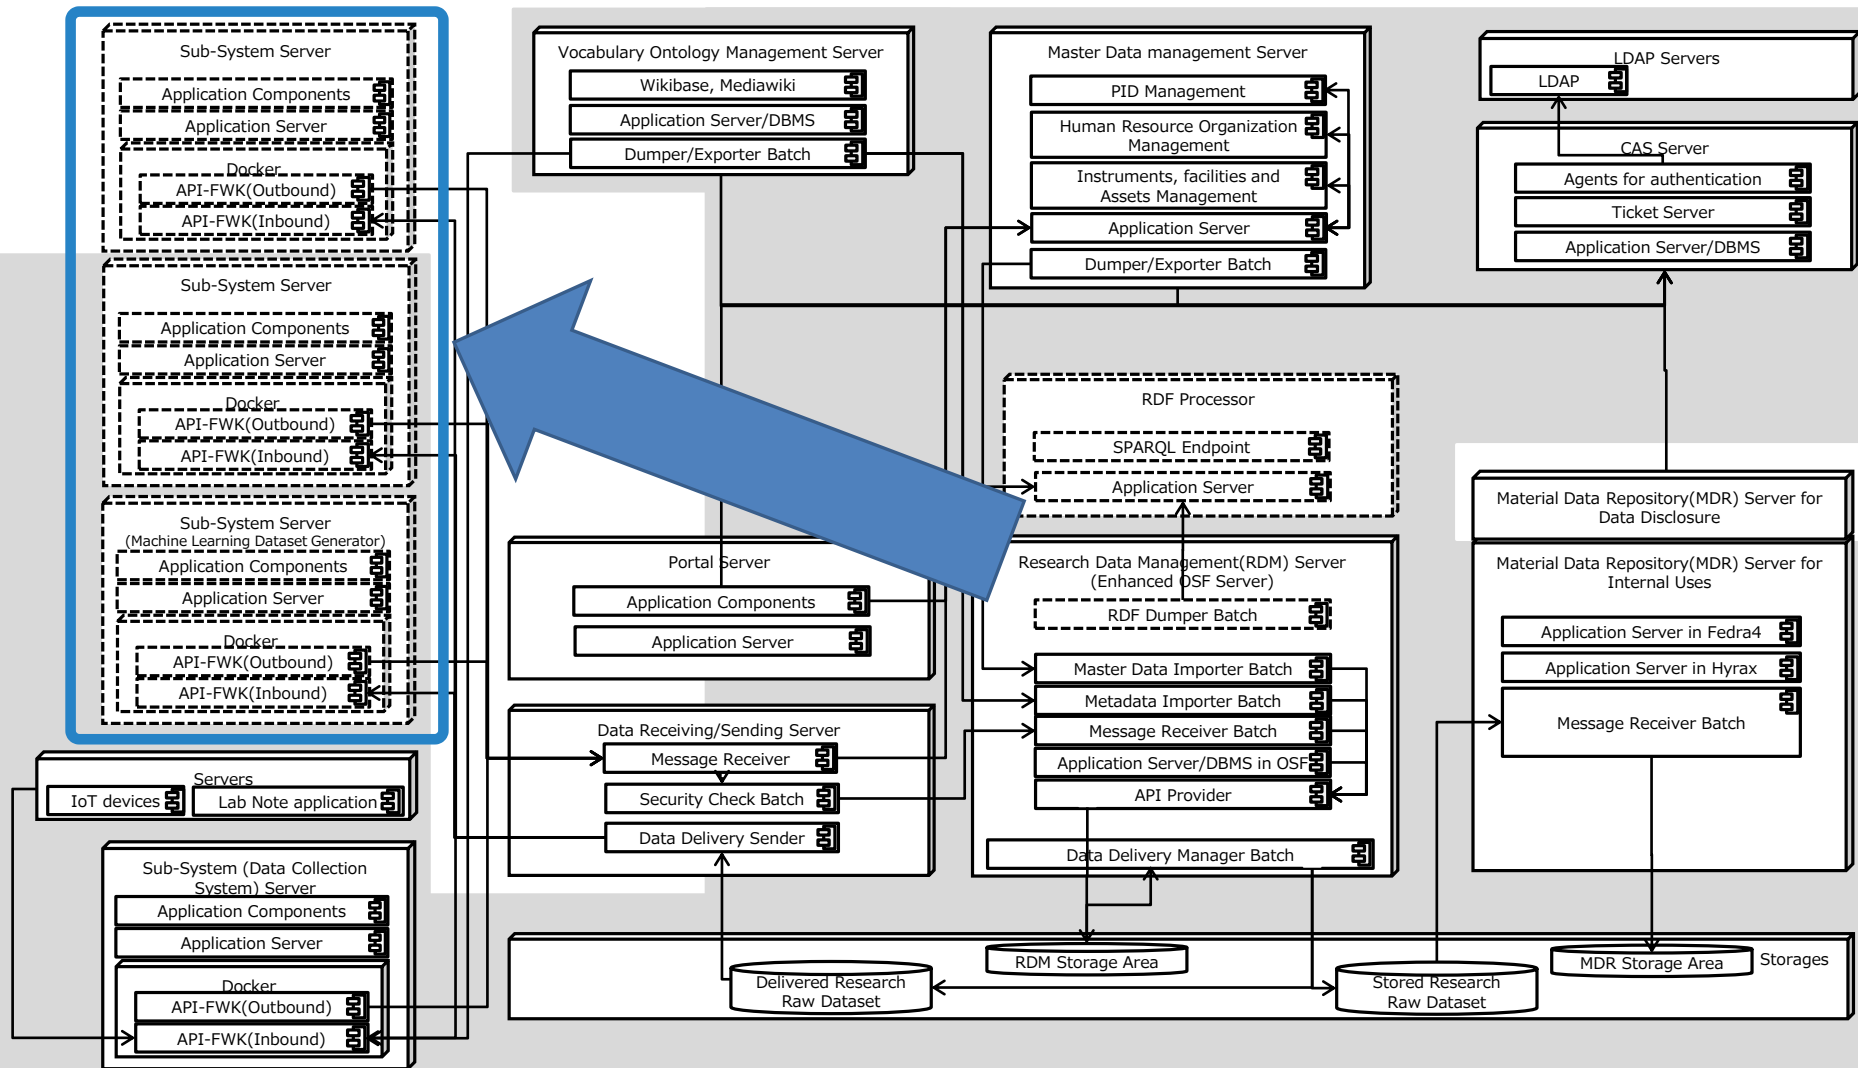 Sub-System Server
Application Components
Application Server
Docker
API-FWK(Outbound)
API-FWK(Inbound)
Sub-System Server
Application Components
Application Server
Docker
API-FWK(Outbound)
API-FWK(Inbound)
Sub-System Server
(Machine Learning Dataset Generator)
Application Components
Application Server
Docker
API-FWK(Outbound)
API-FWK(Inbound)
Servers
IoT devices
Lab Note application
Sub-System (Data Collection
System) Server
Application Components
Application Server
Docker
API-FWK(Outbound)
API-FWK(Inbound)
Vocabulary Ontology Management Server
Wikibase, Mediawiki
Application Server/DBMS
Dumper/Exporter Batch
Portal Server
Application Components
Application Server
Data Receiving/Sending Server
Message Receiver
Security Check Batch
Data Delivery Sender
Master Data management Server
PID Management
Human Resource Organization
Management
Instruments, facilities and
Assets Management
Application Server
Dumper/Exporter Batch
RDF Processor
SPARQL Endpoint
Application Server
Research Data Management(RDM) Server
(Enhanced OSF Server)
RDF Dumper Batch
Master Data Importer Batch
Metadata Importer Batch
Message Receiver Batch
Application Server/DBMS in OSF
API Provider
Data Delivery Manager Batch
LDAP Servers
LDAP
CAS Server
Agents for authentication
Ticket Server
Application Server/DBMS
Material Data Repository(MDR) Server for
Data Disclosure
Material Data Repository(MDR) Server for
Internal Uses
Application Server in Fedra4
Application Server in Hyrax
Message Receiver Batch
Storages
RDM Storage Area
MDR Storage Area
Delivered Research
Raw Dataset
Stored Research
Raw Dataset